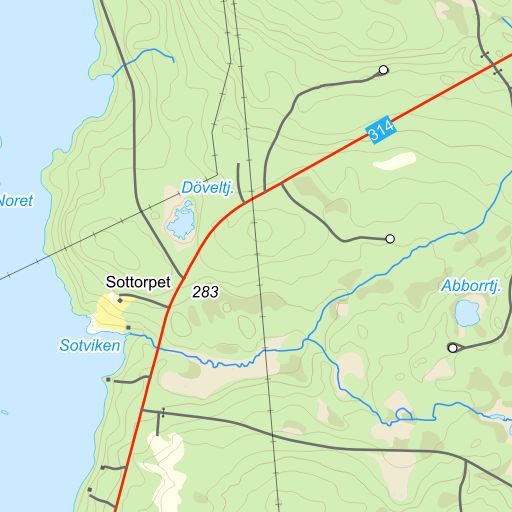 314
Döveltj.
Noret
Sottorpet
283
Abborrtj.
Sotviken